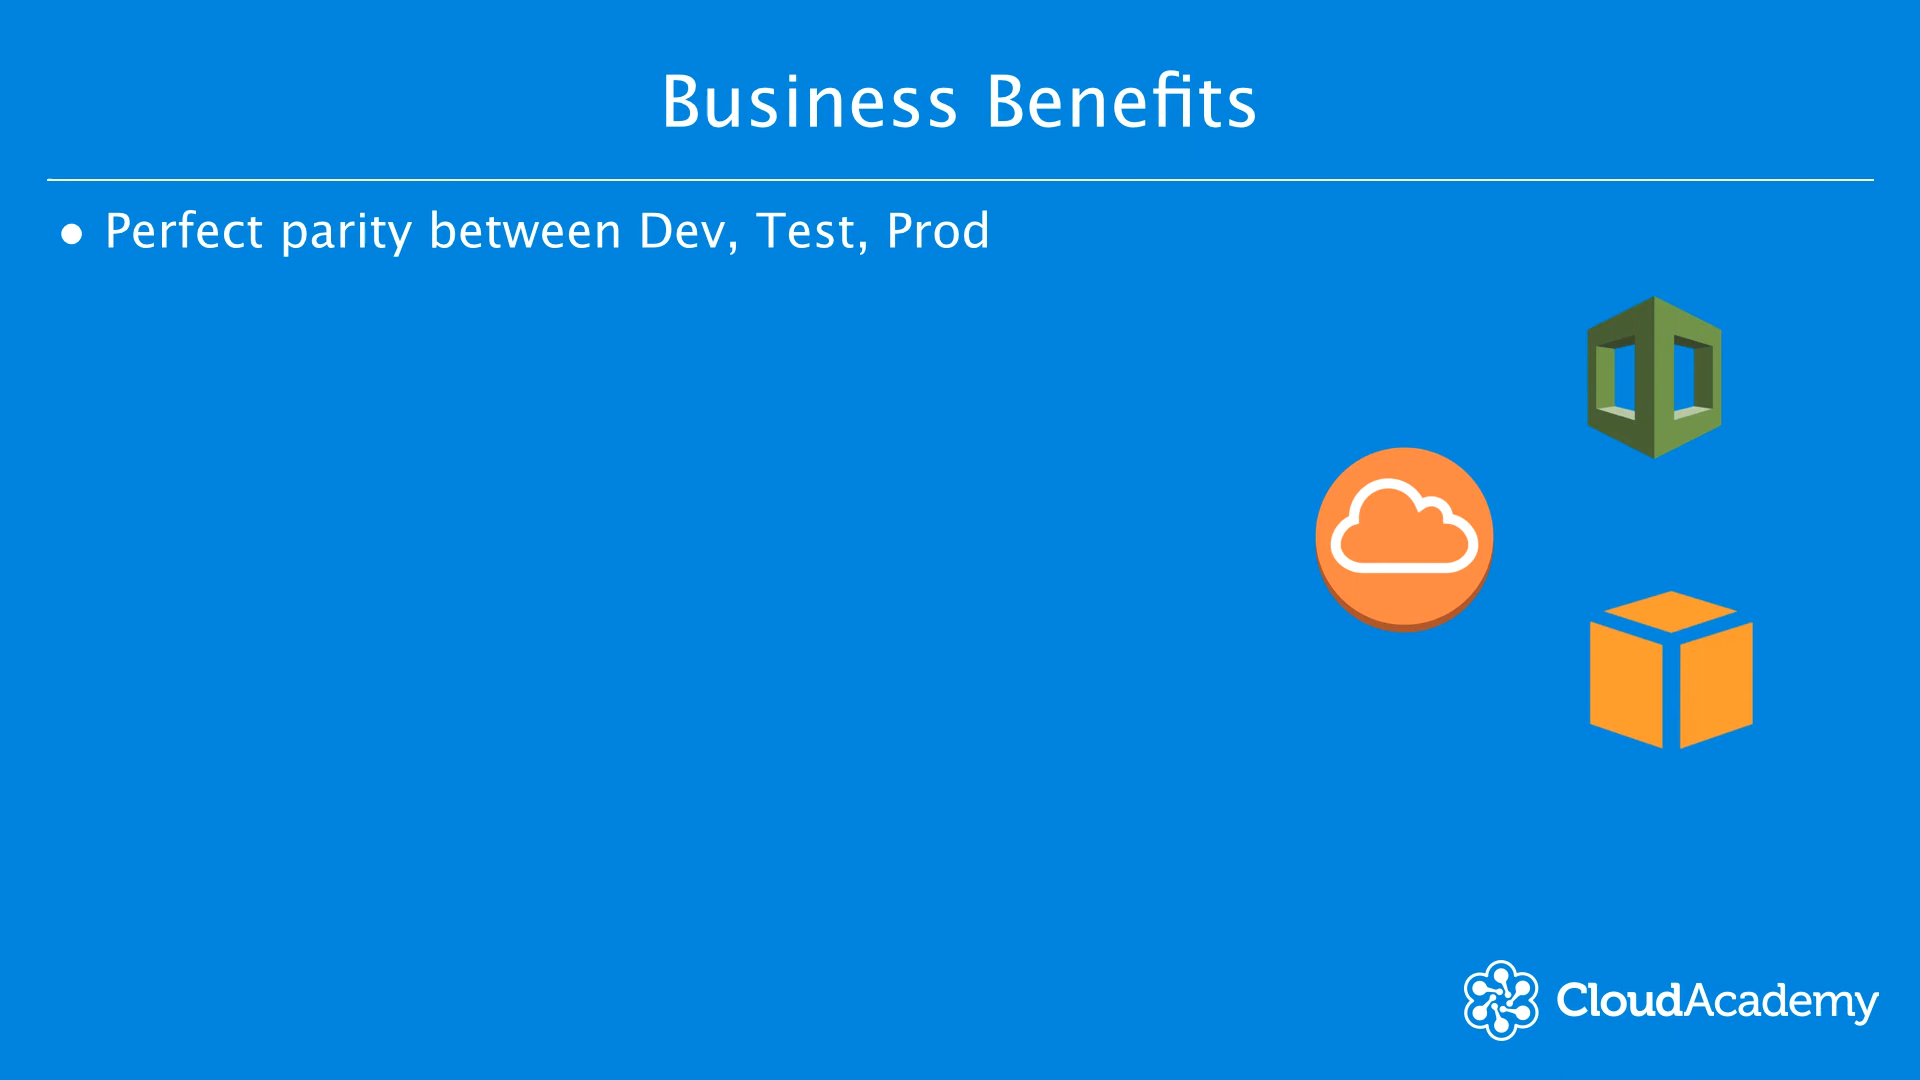 Business Benefits
● Perfect parity between Dev, Test, Prod
CloudAcademy